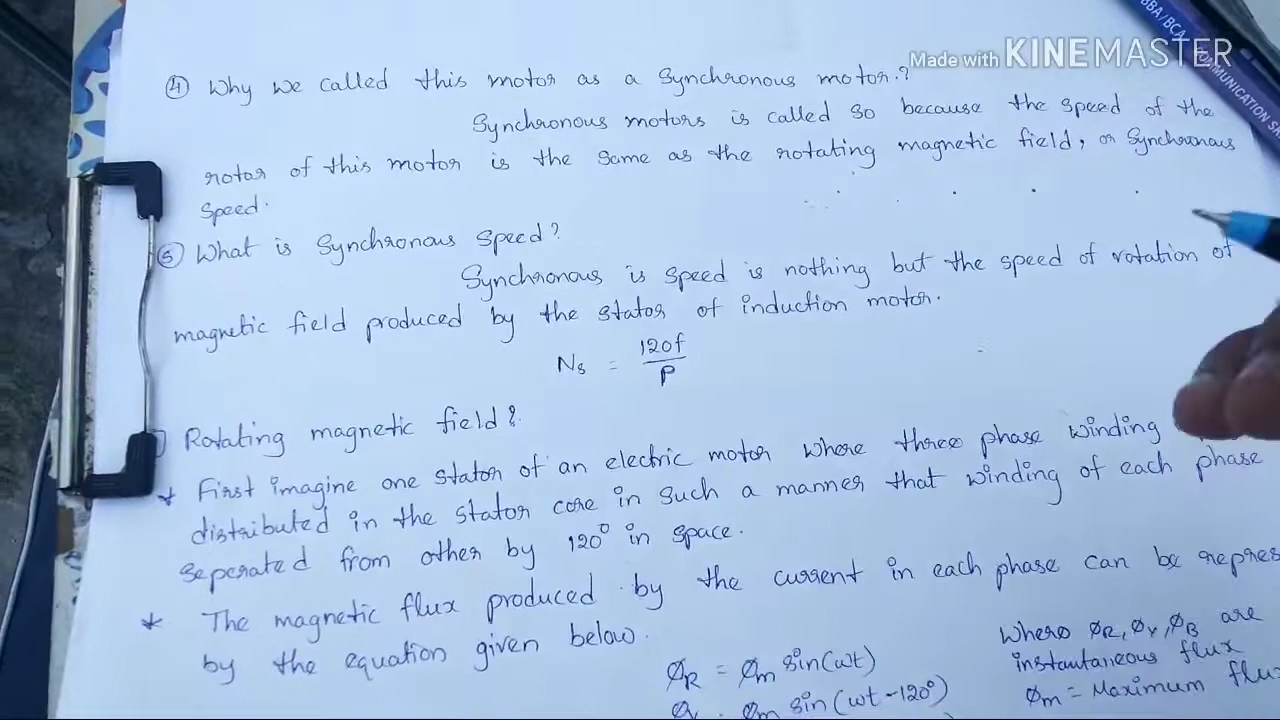 Made with KINEMASTER
BBA/BCA
COMMUNICATION
④ Why we called this motor as a Synchronous motor.?
Synchronous motors is called so because the speed of the
rotor of this motor is the same as the rotating magnetic field, or Synchronous
Speed.
⑤ What is Synchronous Speed?
Synchronous is speed is nothing but the speed of rotation of
magnetic field produced by the stator of induction motor.
Ns = 120f
P
Rotating magnetic field?
* First imagine one stator of an electric motor where three phase winding
distributed in the stator core in such a manner that winding of each phase
seperated from other by 120° in space.
* The magnetic flux produced by the current in each phase can be repres
by the equation given below.
ØR = Øm sin(ωt)
Øm sin(ωt-120°)
Where ØR, ØY, ØB are
instantaneous flux
Øm = Maximum flux